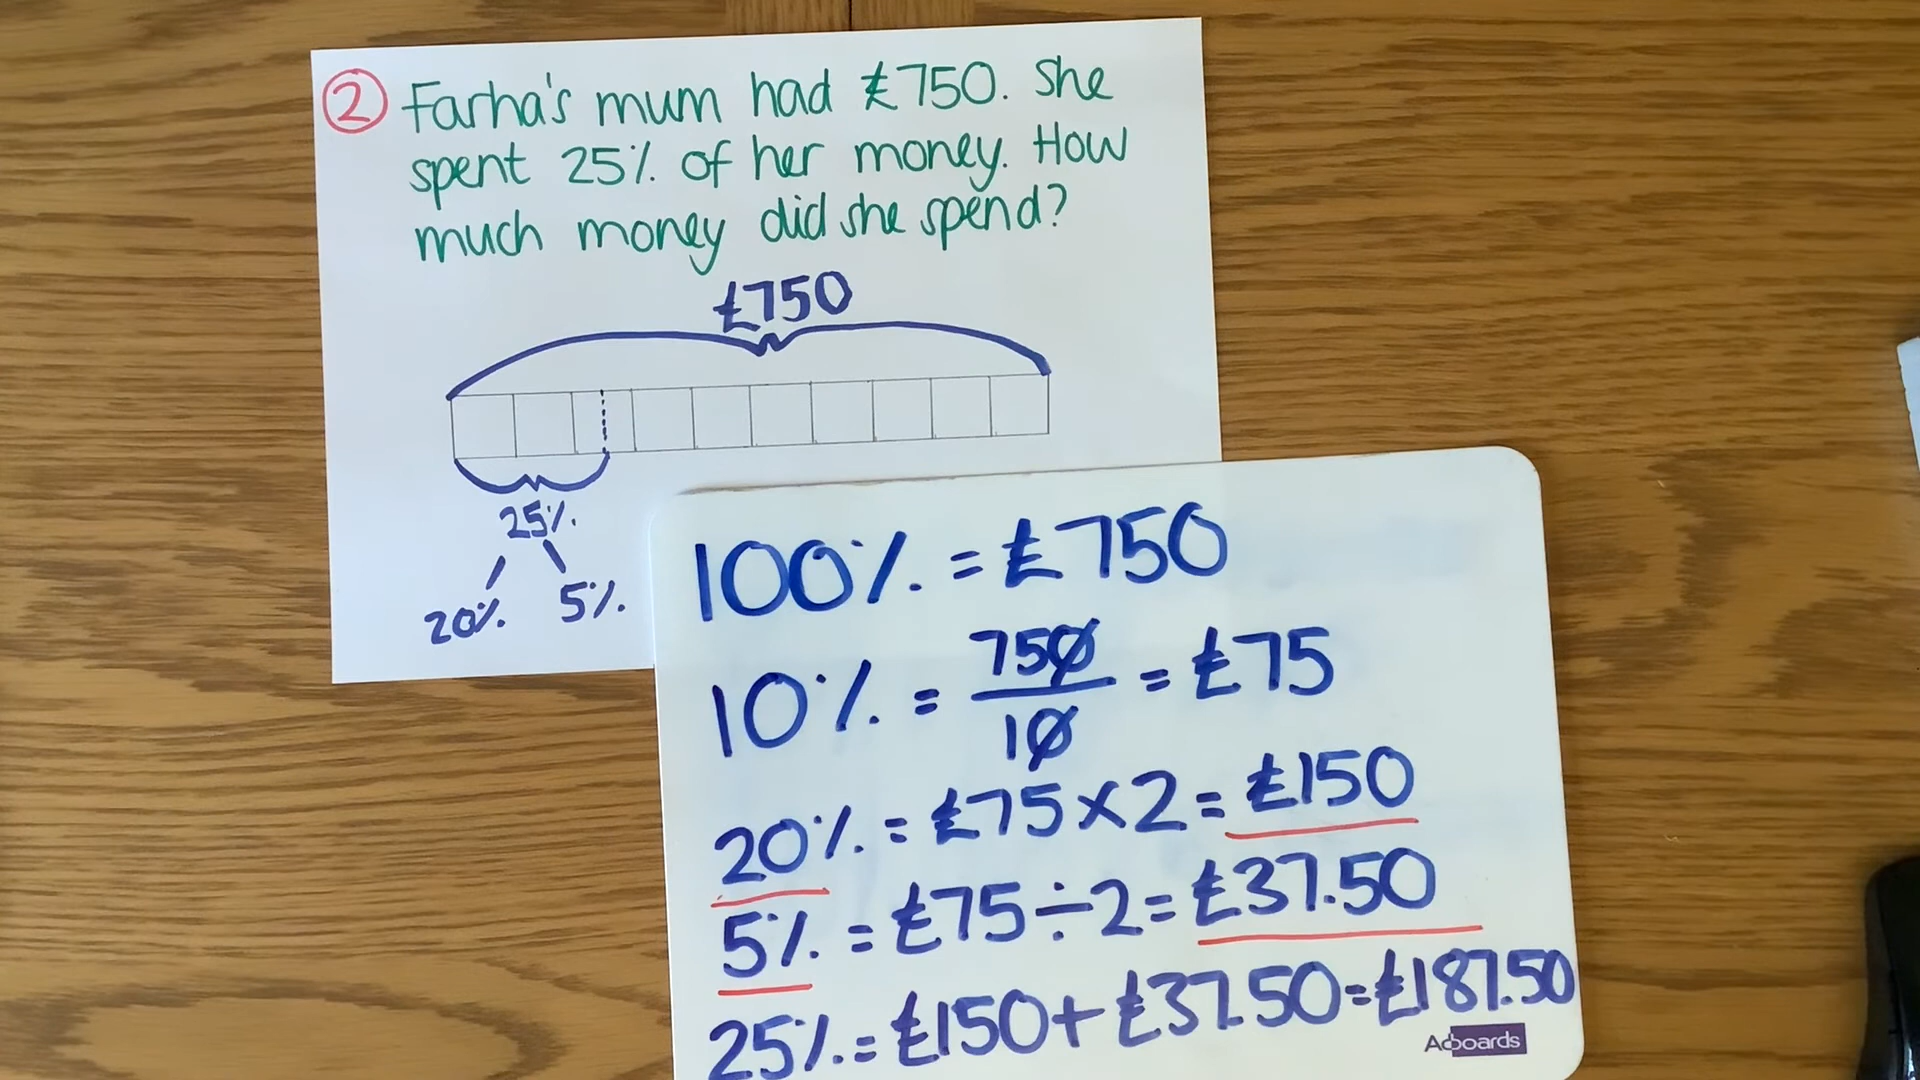 ② Farha's mum had £750. She
spent 25% of her money. How
much money did she spend?
£750
25%
20% 5%
100% = £750
10% = 750/10 = £75
20% = £75 × 2 = £150
5% = £75 ÷ 2 = £37.50
25% = £150 + £37.50 = £187.50
Adboards